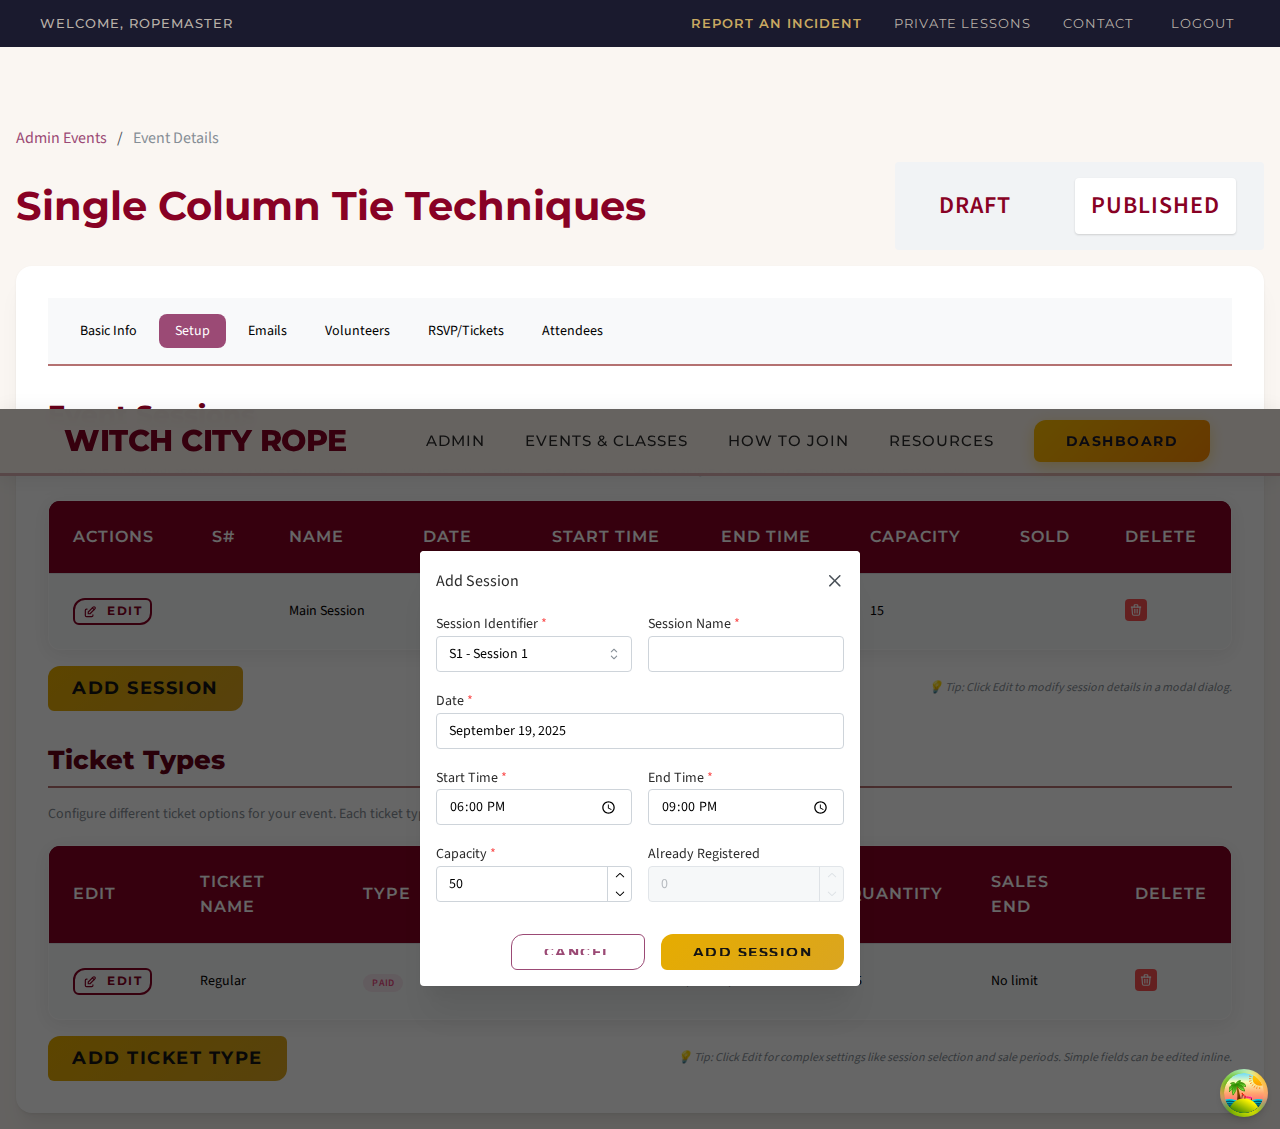 WELCOME, ROPEMASTER
REPORT AN INCIDENT PRIVATE LESSONS CONTACT LOGOUT
Admin Events / Event Details
Single Column Tie Techniques
DRAFT PUBLISHED
Basic Info Setup Emails Volunteers RSVP/Tickets Attendees
WITCH CITY ROPE
ADMIN EVENTS & CLASSES HOW TO JOIN RESOURCES DASHBOARD
ACTIONS S# NAME DATE START TIME END TIME CAPACITY SOLD DELETE
EDIT Main Session 15
ADD SESSION
💡 Tip: Click Edit to modify session details in a modal dialog.
Add Session
Session Identifier * Session Name *
S1 - Session 1
Date *
September 19, 2025
Start Time * End Time *
06:00 PM 09:00 PM
Capacity * Already Registered
50 0
CANCEL ADD SESSION
Ticket Types
Configure different ticket options for your event. Each ticket
EDIT TICKET NAME TYPE QUANTITY SALES END DELETE
EDIT Regular PAID No limit
ADD TICKET TYPE
💡 Tip: Click Edit for complex settings like session selection and sale periods. Simple fields can be edited inline.